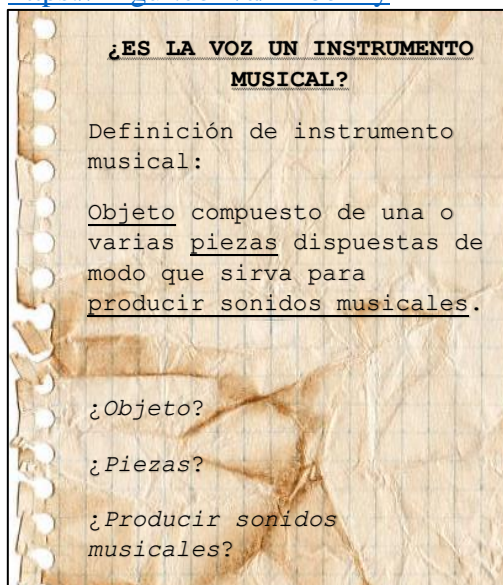 ¿ES LA VOZ UN INSTRUMENTO
MUSICAL?
Definición de instrumento
musical:
Objeto compuesto de una o
varias piezas dispuestas de
modo que sirva para
producir sonidos musicales.
¿Objeto?
¿Piezas?
¿Producir sonidos
musicales?